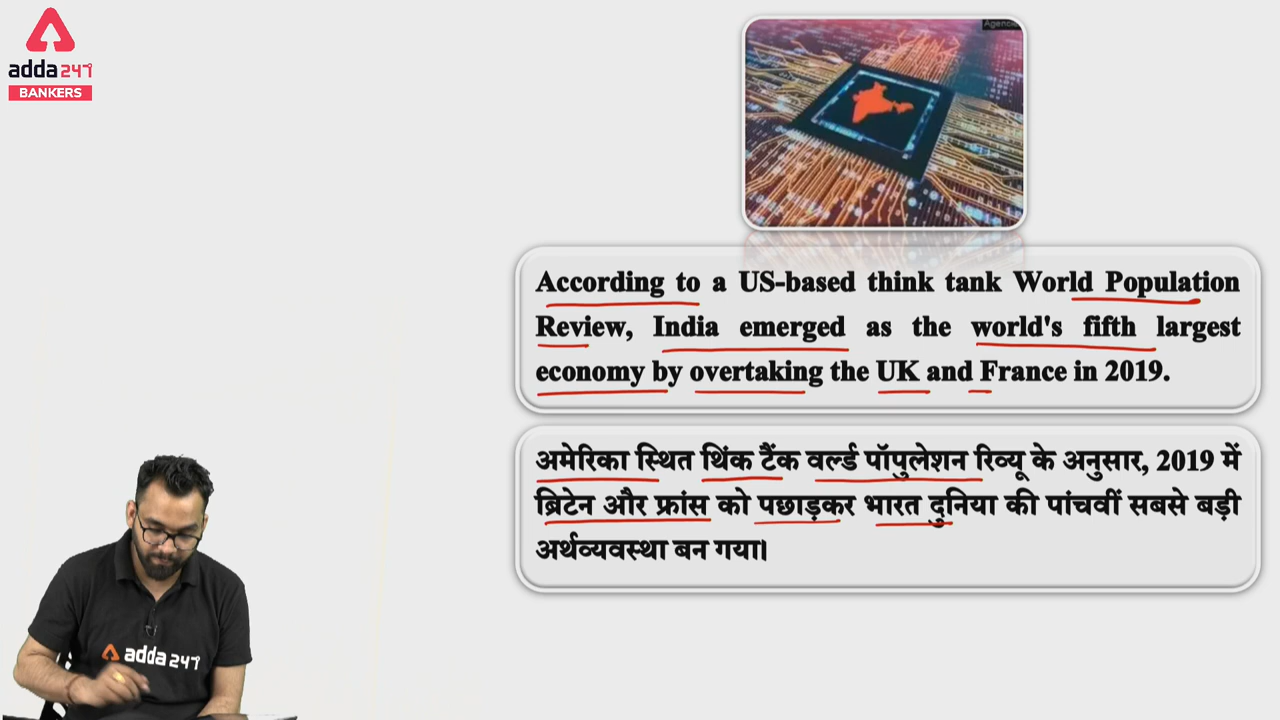 adda247
BANKERS
Agencies
According to a US-based think tank World Population
Review, India emerged as the world's fifth largest
economy by overtaking the UK and France in 2019.
अमेरिका स्थित थिंक टैंक वर्ल्ड पॉपुलेशन रिव्यू के अनुसार, 2019 में
ब्रिटेन और फ्रांस को पछाड़कर भारत दुनिया की पांचवीं सबसे बड़ी
अर्थव्यवस्था बन गया।
adda247